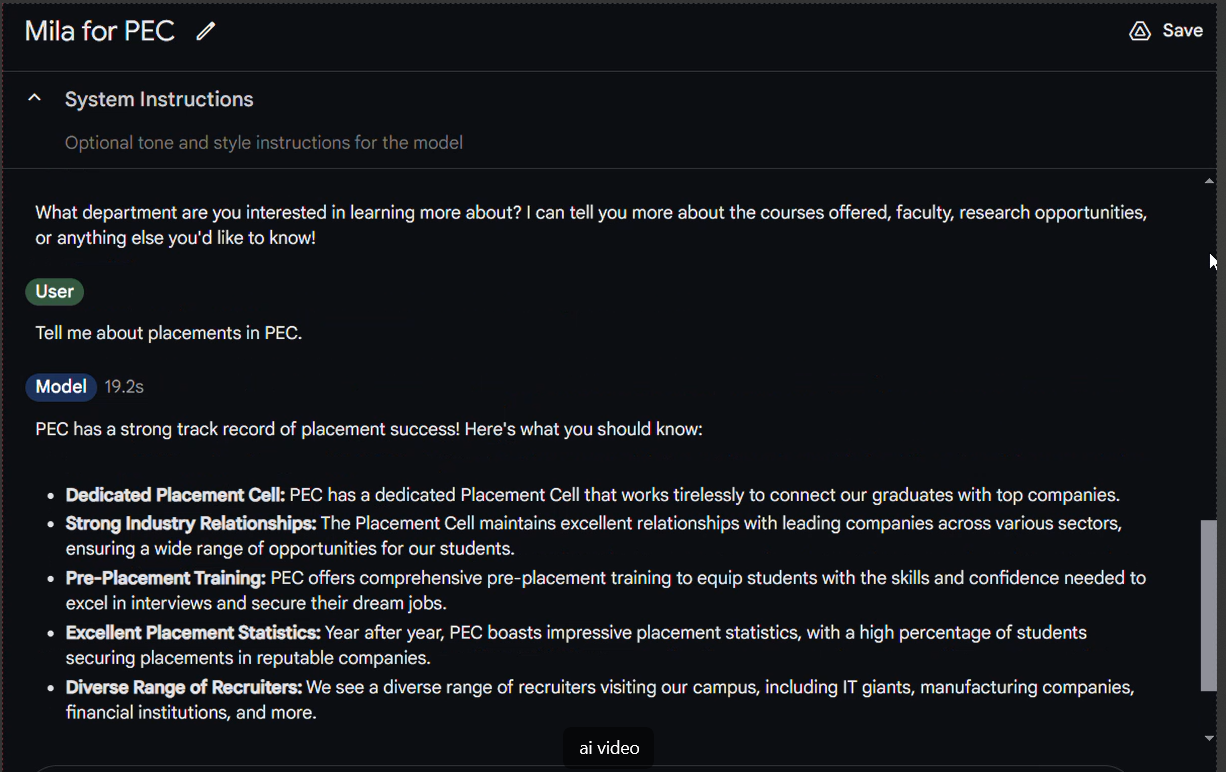 Mila for PEC
Save
System Instructions
Optional tone and style instructions for the model
What department are you interested in learning more about? I can tell you more about the courses offered, faculty, research opportunities,
or anything else you'd like to know!
User
Tell me about placements in PEC.
Model 19.2s
PEC has a strong track record of placement success! Here's what you should know:
• Dedicated Placement Cell: PEC has a dedicated Placement Cell that works tirelessly to connect our graduates with top companies.
• Strong Industry Relationships: The Placement Cell maintains excellent relationships with leading companies across various sectors,
ensuring a wide range of opportunities for our students.
• Pre-Placement Training: PEC offers comprehensive pre-placement training to equip students with the skills and confidence needed to
excel in interviews and secure their dream jobs.
• Excellent Placement Statistics: Year after year, PEC boasts impressive placement statistics, with a high percentage of students
securing placements in reputable companies.
• Diverse Range of Recruiters: We see a diverse range of recruiters visiting our campus, including IT giants, manufacturing companies,
financial institutions, and more.
ai video